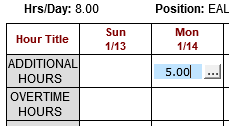 Hrs/Day: 8.00 Position: EAL
Hour Title Sun 1/13 Mon 1/14
ADDITIONAL HOURS 5.00 ...
OVERTIME HOURS